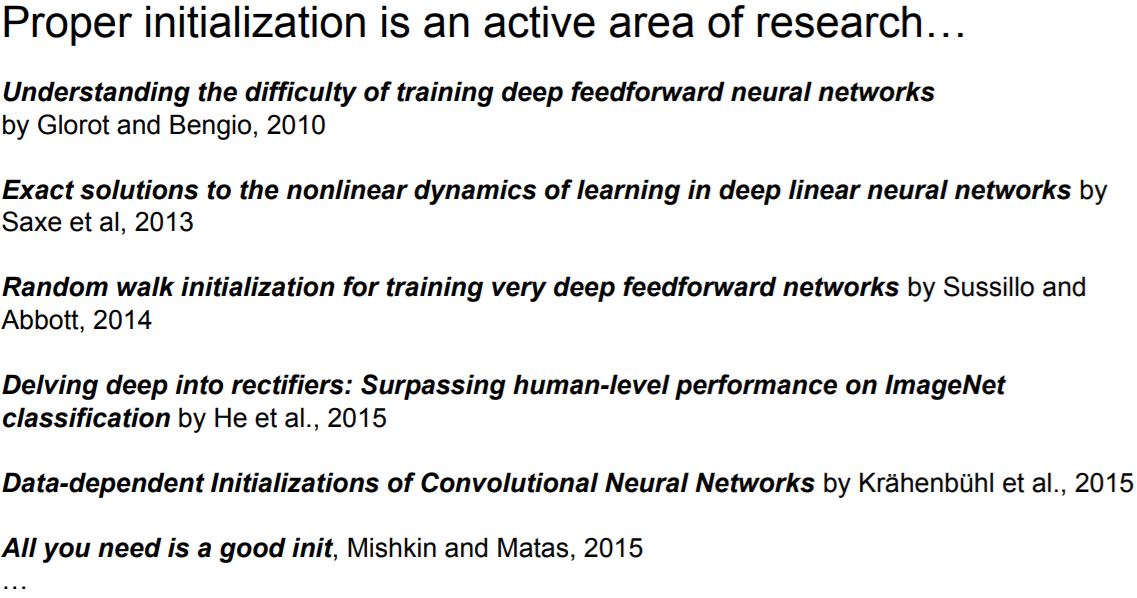 Proper initialization is an active area of research…
Understanding the difficulty of training deep feedforward neural networks
by Glorot and Bengio, 2010
Exact solutions to the nonlinear dynamics of learning in deep linear neural networks by
Saxe et al, 2013
Random walk initialization for training very deep feedforward networks by Sussillo and
Abbott, 2014
Delving deep into rectifiers: Surpassing human-level performance on ImageNet
classification by He et al., 2015
Data-dependent Initializations of Convolutional Neural Networks by Krähenbühl et al., 2015
All you need is a good init, Mishkin and Matas, 2015
…